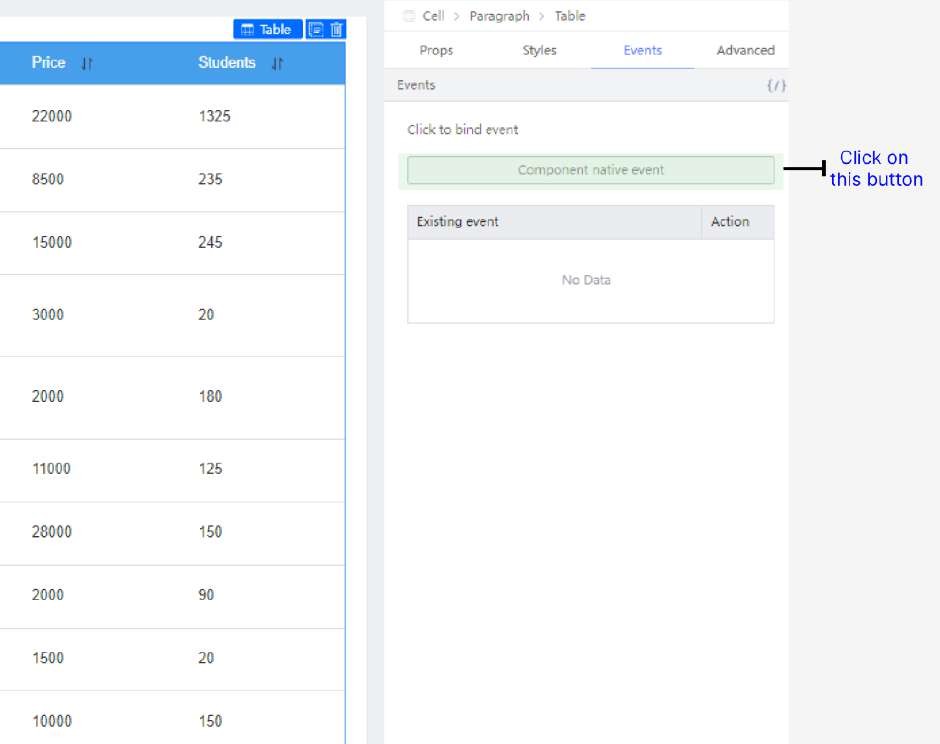 Table
Price Students
22000 1325
8500 235
15000 245
3000 20
2000 180
11000 125
28000 150
2000 90
1500 20
10000 150
Cell > Paragraph > Table
Props Styles Events Advanced
Events {/}
Click to bind event
Component native event
Existing event Action
No Data
Click on
this button